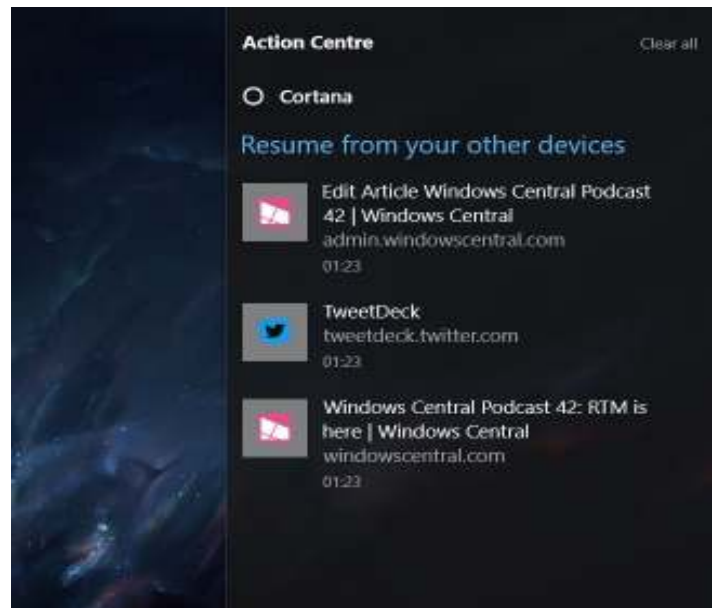 Action Centre
Clear all
Cortana
Resume from your other devices
Edit Article Windows Central Podcast
42 | Windows Central
admin.windowscentral.com
01:23
TweetDeck
tweetdeck.twitter.com
01:23
Windows Central Podcast 42: RTM is
here | Windows Central
windowscentral.com
01:23